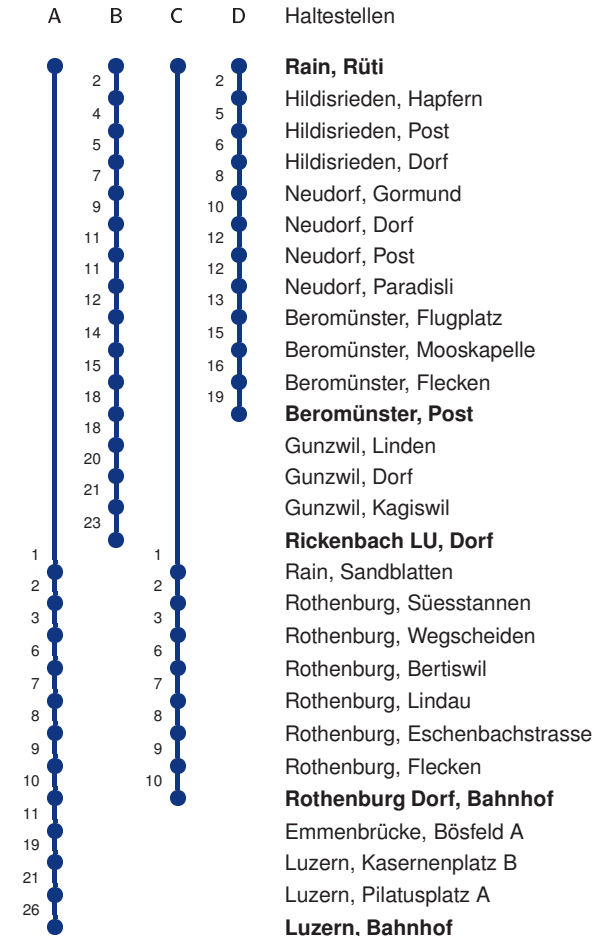 A B C D Haltestellen
Rain, Rüti
2 2
Hildisrieden, Hapfern
4 5
Hildisrieden, Post
5 6
Hildisrieden, Dorf
7 8
Neudorf, Gormund
9 10
Neudorf, Dorf
11 12
Neudorf, Post
11 12
Neudorf, Paradisli
12 13
Beromünster, Flugplatz
14 15
Beromünster, Mooskapelle
15 16
Beromünster, Flecken
18 19
Beromünster, Post
18
Gunzwil, Linden
20
Gunzwil, Dorf
21
Gunzwil, Kagiswil
23
Rickenbach LU, Dorf
1 1
Rain, Sandblatten
2 2
Rothenburg, Süesstannen
3 3
Rothenburg, Wegscheiden
6 6
Rothenburg, Bertiswil
7 7
Rothenburg, Lindau
8 8
Rothenburg, Eschenbachstrasse
9 9
Rothenburg, Flecken
10 10
Rothenburg Dorf, Bahnhof
11
Emmenbrücke, Bösfeld A
19
Luzern, Kasernenplatz B
21
Luzern, Pilatusplatz A
26
Luzern, Bahnhof